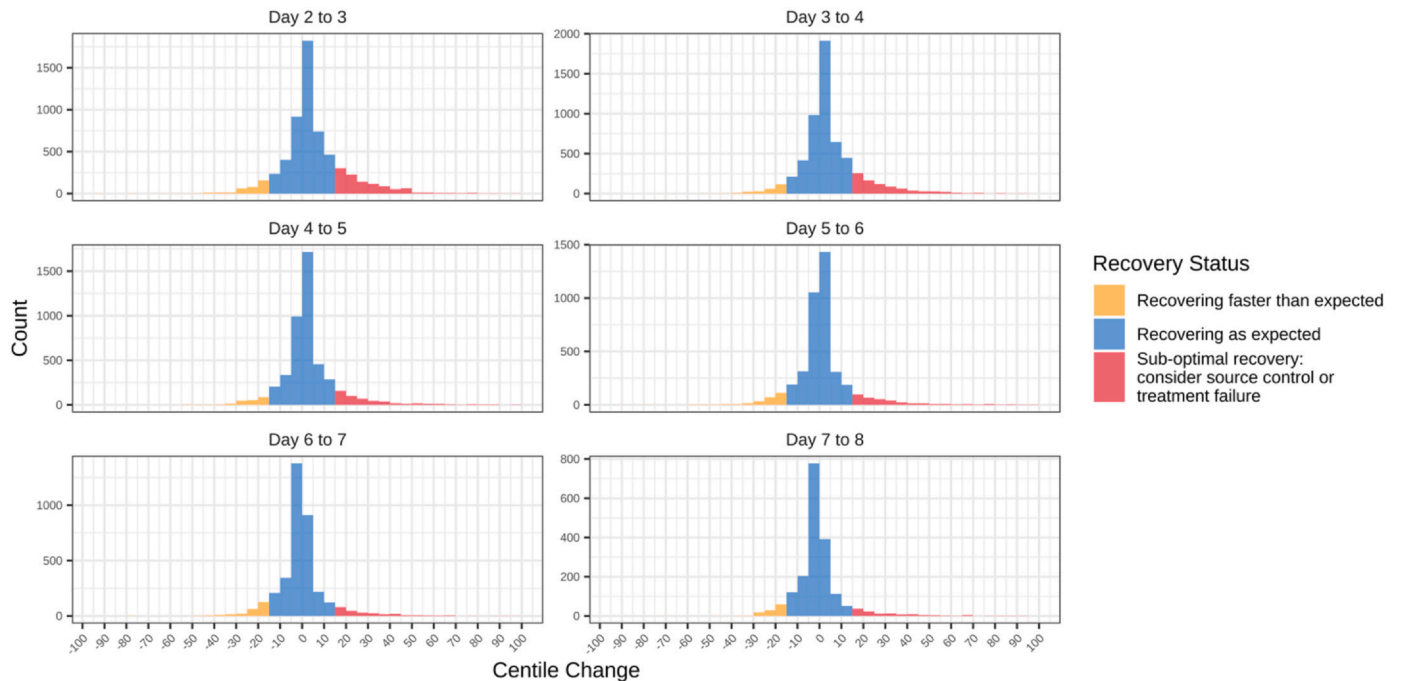 Day 2 to 3
Day 3 to 4
1500
1000
500
0
2000
1500
1000
500
0
Day 4 to 5
Day 5 to 6
1500
1000
500
0
1500
1000
500
0
Day 6 to 7
Day 7 to 8
1000
500
0
800
600
400
200
0
-100 -90 -80 -70 -60 -50 -40 -30 -20 -10 0 10 20 30 40 50 60 70 80 90 100
-100 -90 -80 -70 -60 -50 -40 -30 -20 -10 0 10 20 30 40 50 60 70 80 90 100
Count
Centile Change
Recovery Status
Recovering faster than expected
Recovering as expected
Sub-optimal recovery:
consider source control or
treatment failure